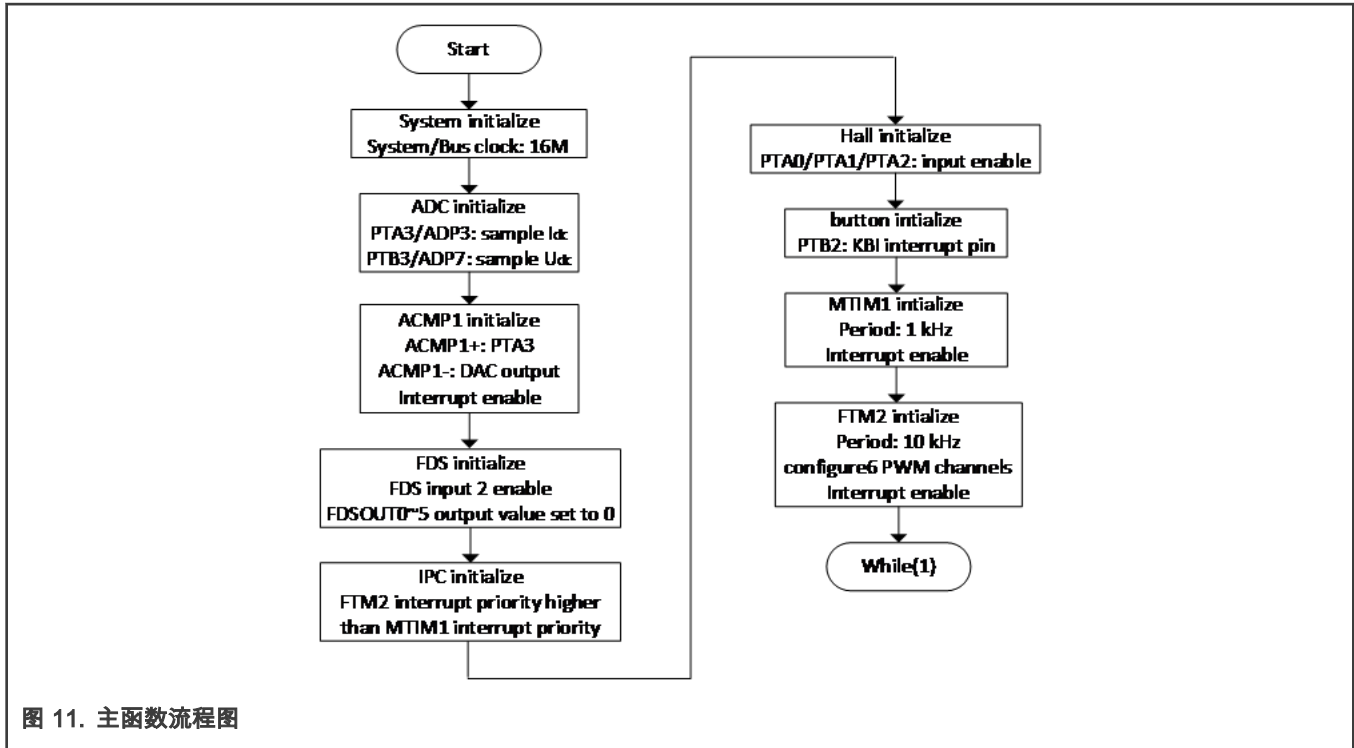 Start
System initialize
System/Bus clock: 16M
ADC initialize
PTA3/ADP3: sample Idc
PTB3/ADP7: sample Udc
ACMP1 initialize
ACMP1+: PTA3
ACMP1-: DAC output
Interrupt enable
FDS initialize
FDS input 2 enable
FDSOUT0~5 output value set to 0
IPC initialize
FTM2 interrupt priority higher
than MTIM1 interrupt priority
Hall initialize
PTA0/PTA1/PTA2: input enable
button intialize
PTB2: KBI interrupt pin
MTIM1 intialize
Period: 1 kHz
Interrupt enable
FTM2 intialize
Period: 10 kHz
configure6 PWM channels
Interrupt enable
While(1)
图 11. 主函数流程图